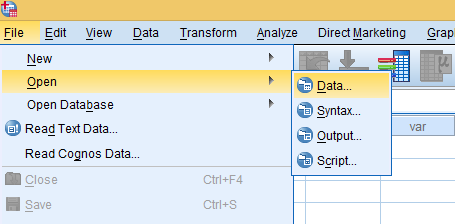 File Edit View Data Transform Analyze Direct Marketing
New
Open
Open Database
Read Text Data...
Read Cognos Data...
Close Ctrl+F4
Save Ctrl+S
Data...
Syntax...
Output...
Script...
var